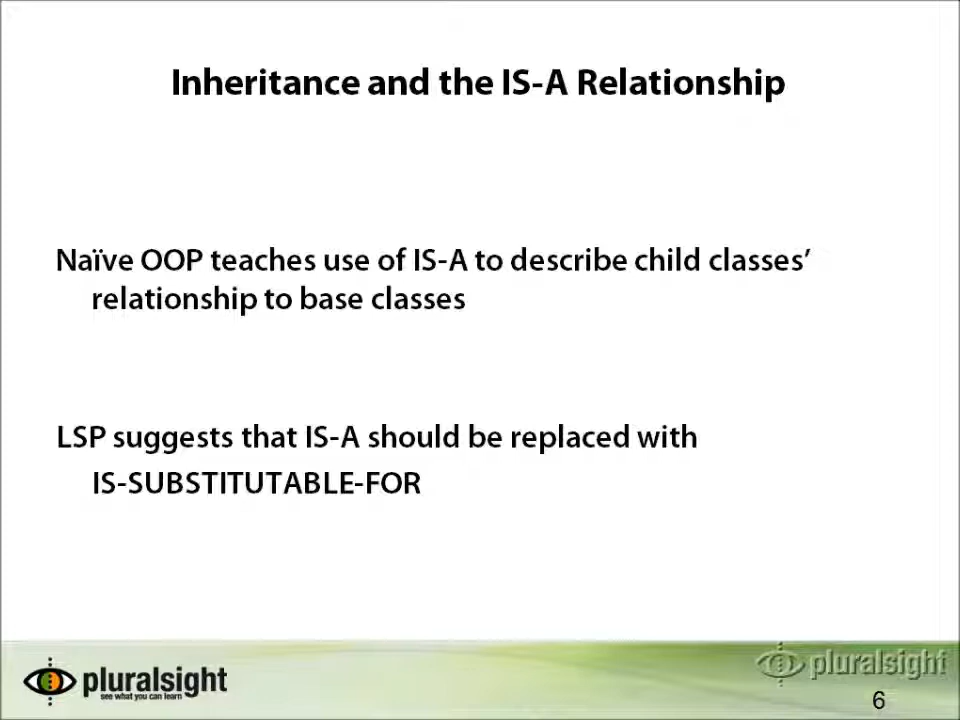 Inheritance and the IS-A Relationship
Naïve OOP teaches use of IS-A to describe child classes’
relationship to base classes
LSP suggests that IS-A should be replaced with
IS-SUBSTITUTABLE-FOR
pluralsight
see what you can learn
pluralsight
6